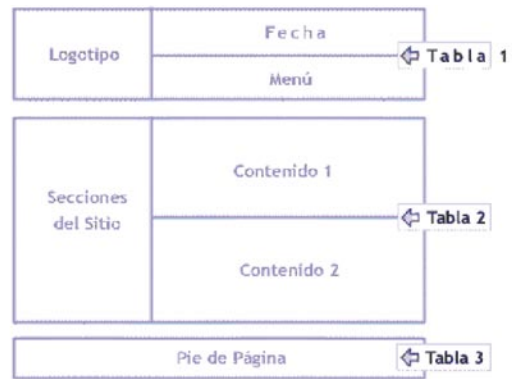 Fecha
Logotipo
Tabla 1
Menú
Contenido 1
Secciones
del Sitio
Tabla 2
Contenido 2
Pie de Página
Tabla 3